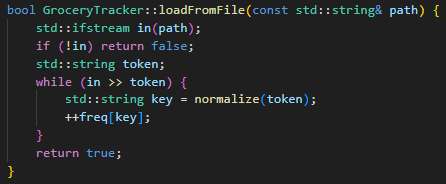 bool GroceryTracker::loadFromFile(const std::string& path) {
    std::ifstream in(path);
    if (!in) return false;
    std::string token;
    while (in >> token) {
        std::string key = normalize(token);
        ++freq[key];
    }
    return true;
}